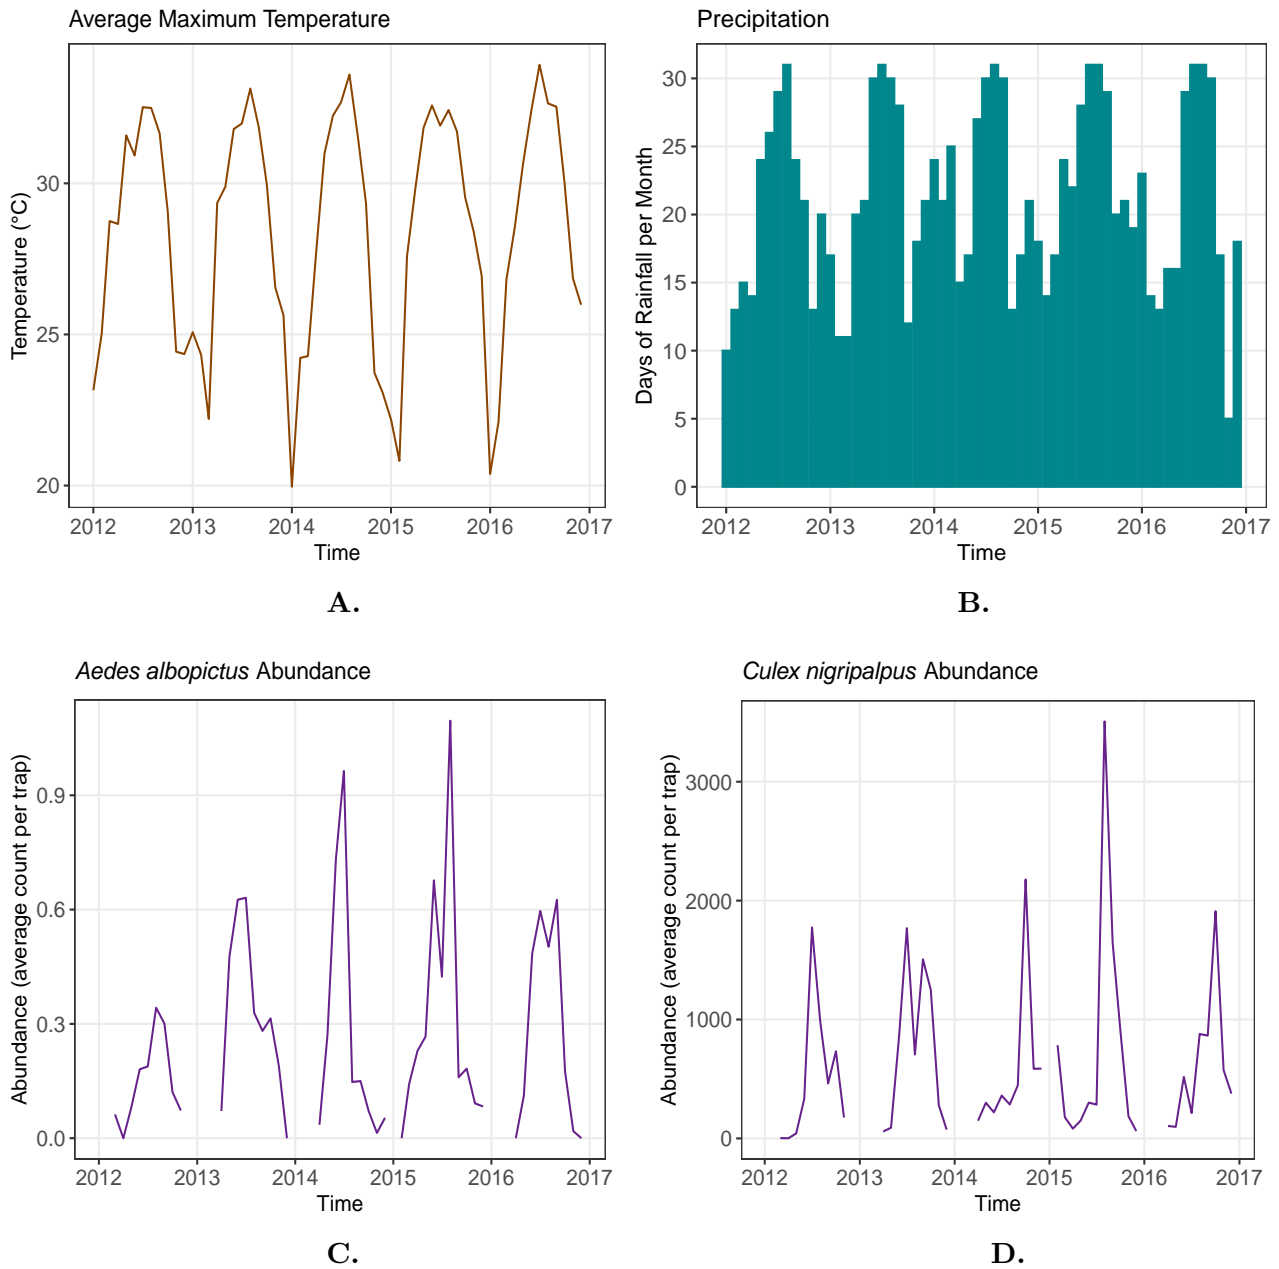 Average Maximum Temperature
Temperature (°C)
30
25
20
2012 2013 2014 2015 2016 2017
Time
A.
Precipitation
Days of Rainfall per Month
30
25
20
15
10
5
0
2012 2013 2014 2015 2016 2017
Time
B.
Aedes albopictus Abundance
Abundance (average count per trap)
0.9
0.6
0.3
0.0
2012 2013 2014 2015 2016 2017
Time
C.
Culex nigripalpus Abundance
Abundance (average count per trap)
3000
2000
1000
0
2012 2013 2014 2015 2016 2017
Time
D.